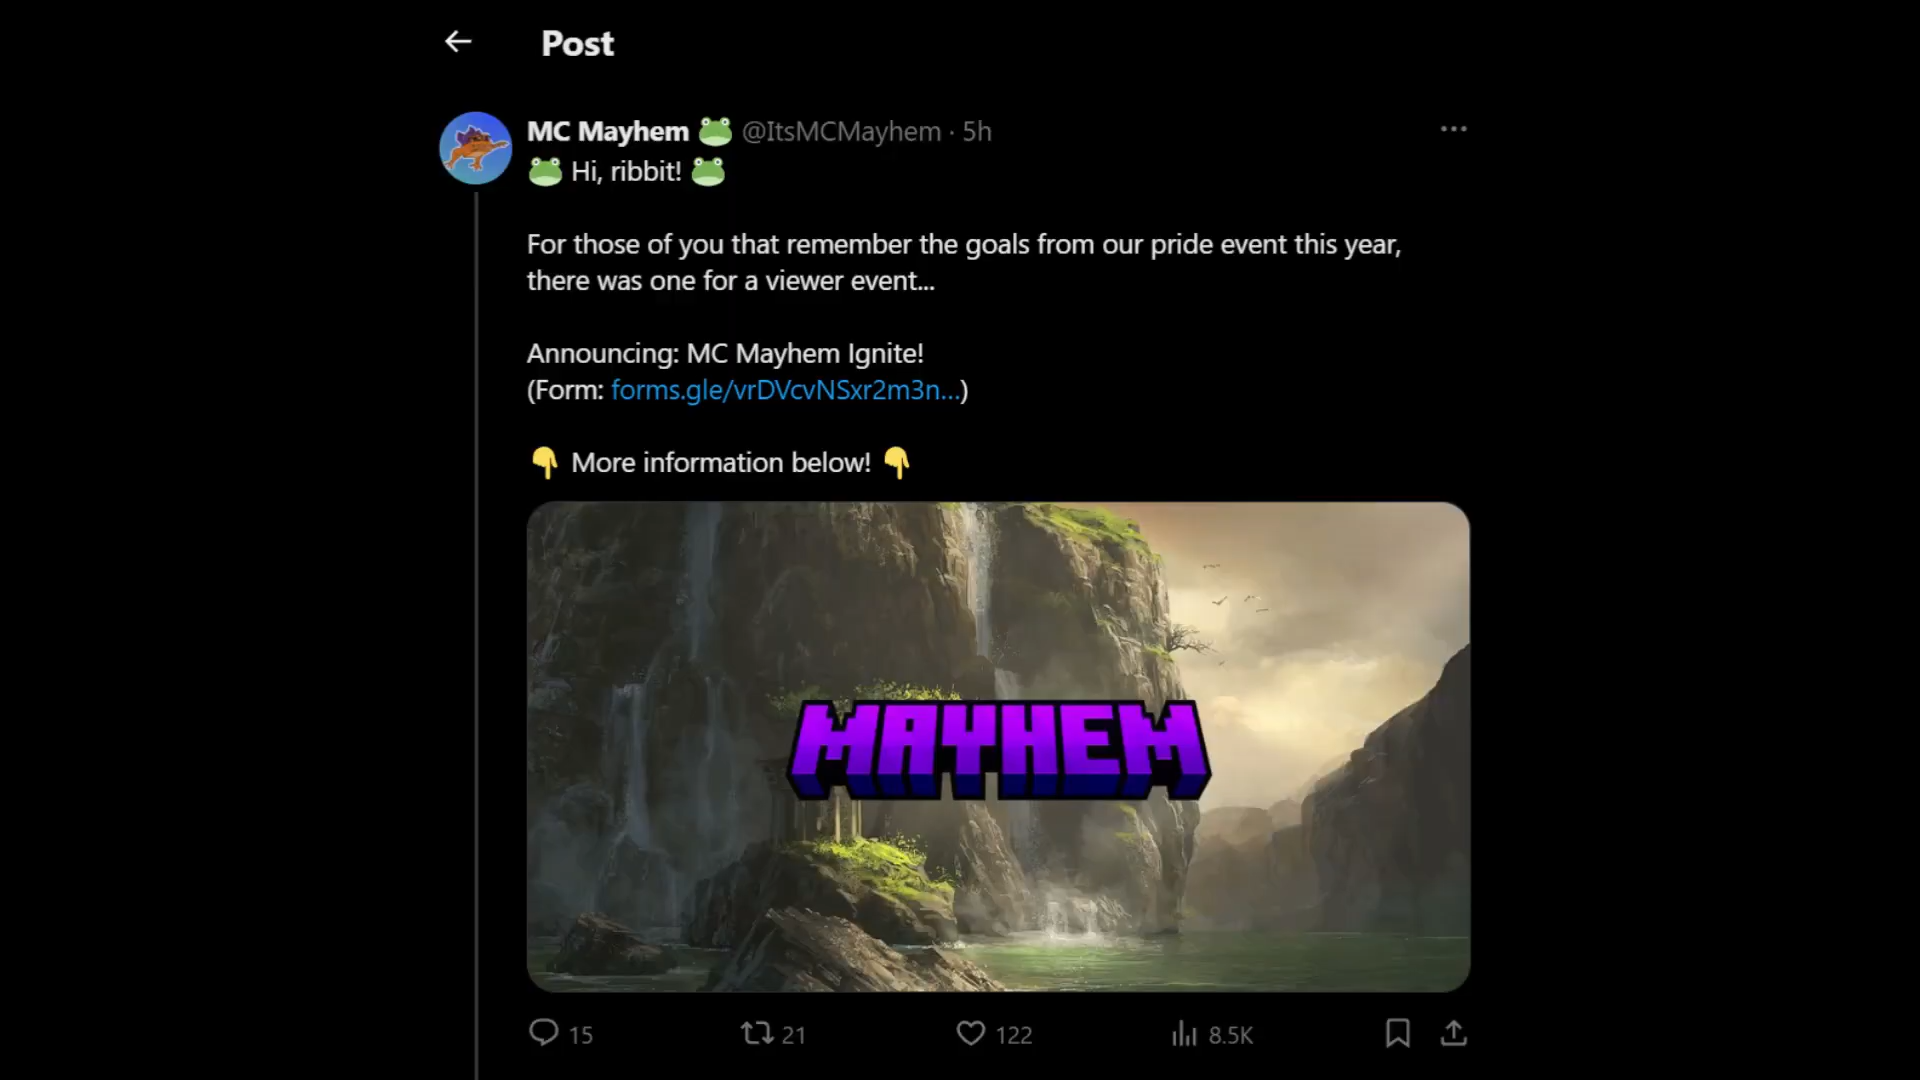 Post
MC Mayhem 🐸 @ItsMCMayhem · 5h
🐸 Hi, ribbit! 🐸
For those of you that remember the goals from our pride event this year,
there was one for a viewer event...
Announcing: MC Mayhem Ignite!
(Form: forms.gle/vrDVcvNSxr2m3n...)
👇 More information below! 👇
MAYHEM
15 21 122 8.5K